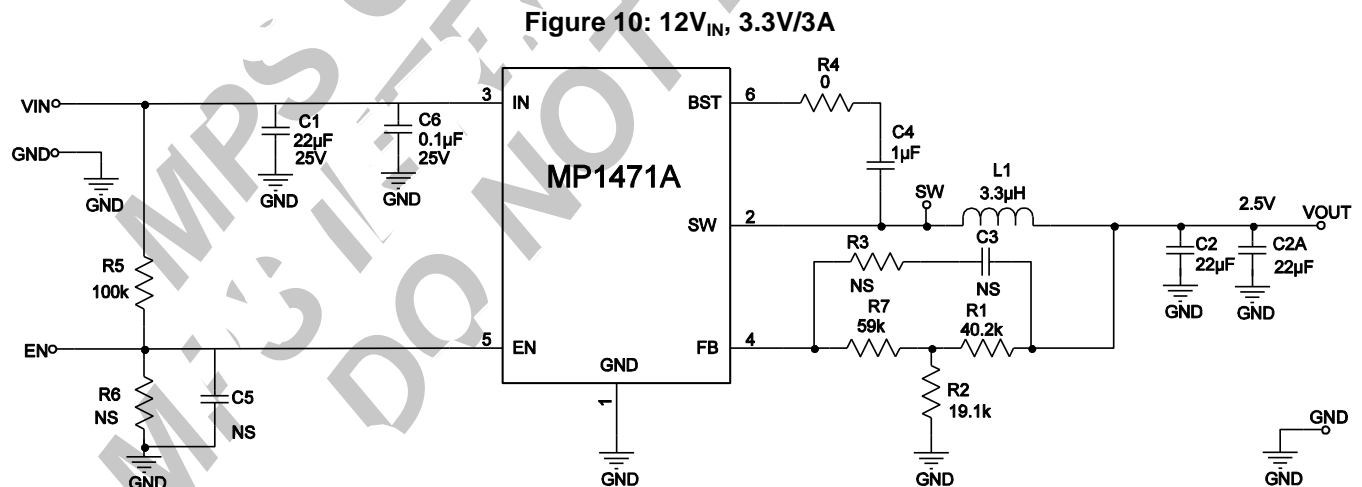 Figure 10: 12VIN, 3.3V/3A
VIN
GND
GND
C1
22µF
25V
GND
C6
0.1µF
25V
GND
3
IN
MP1471A
BST
6
R4
0
C4
1µF
SW
2
SW
L1
3.3µH
2.5V
VOUT
C2
22µF
GND
C2A
22µF
GND
R3
NS
C3
NS
R7
59k
R1
40.2k
R5
100k
EN
5
EN
FB
4
GND
1
GND
R6
NS
C5
NS
GND
R2
19.1k
GND
GND
GND
MPS
DO NOT